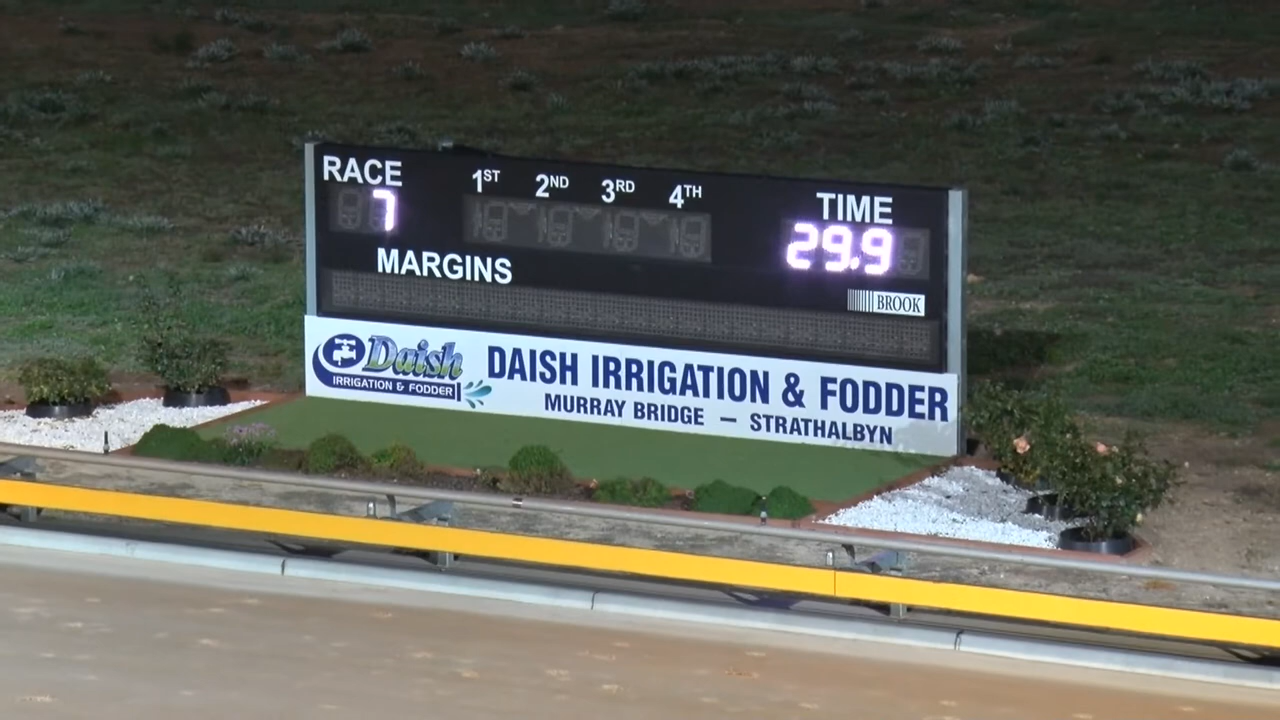 RACE 1ST 2ND 3RD 4TH TIME
7 29.9
MARGINS
BROOK
Daish
IRRIGATION & FODDER
DAISH IRRIGATION & FODDER
MURRAY BRIDGE — STRATHALBYN